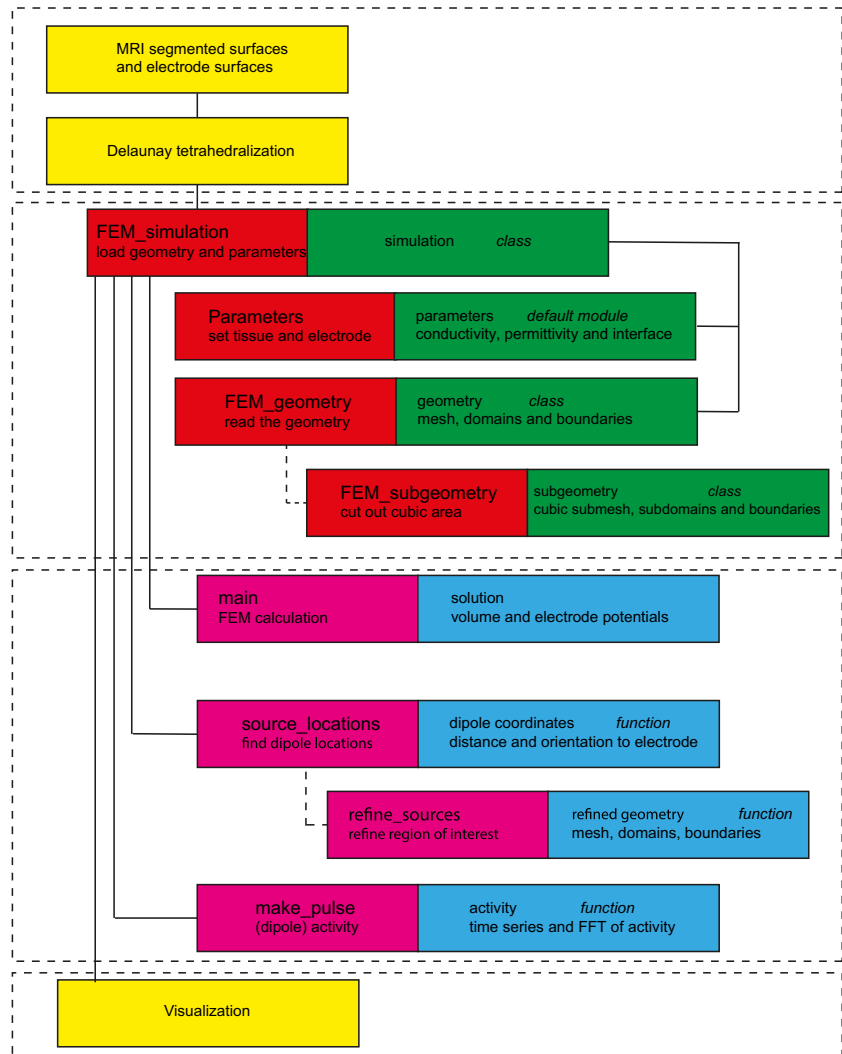 MRI segmented surfaces
and electrode surfaces
Delaunay tetrahedralization
FEM_simulation
load geometry and parameters
simulation class
Parameters
set tissue and electrode
parameters default module
conductivity, permittivity and interface
FEM_geometry
read the geometry
geometry class
mesh, domains and boundaries
FEM_subgeometry
cut out cubic area
subgeometry class
cubic submesh, subdomains and boundaries
main
FEM calculation
solution
volume and electrode potentials
source_locations
find dipole locations
dipole coordinates function
distance and orientation to electrode
refine_sources
refine region of interest
refined geometry function
mesh, domains, boundaries
make_pulse
(dipole) activity
activity function
time series and FFT of activity
Visualization